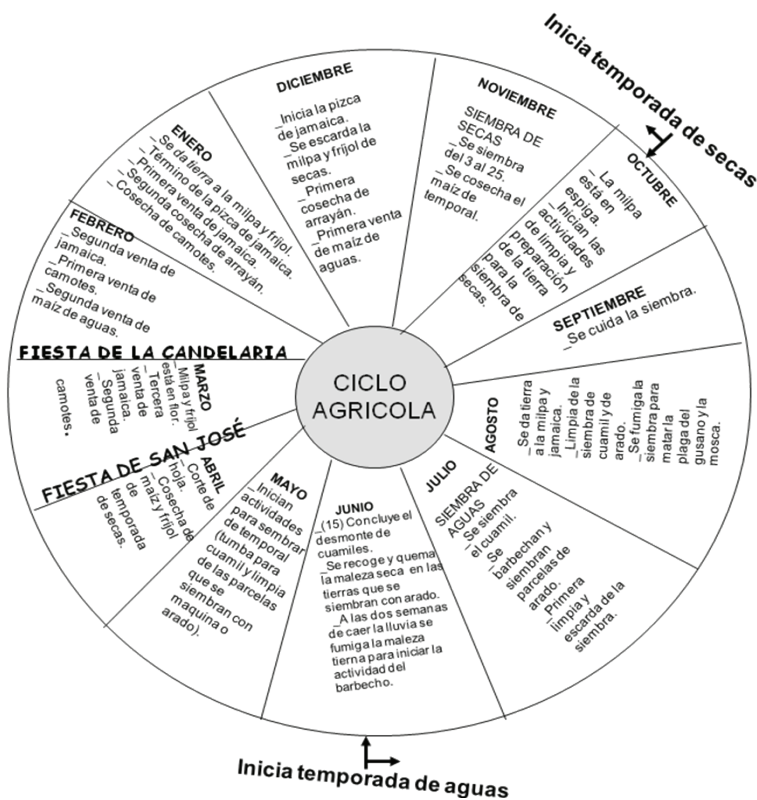 Inicia temporada de secas
CICLO
AGRICOLA
ENERO
_Se da tierra a la milpa y frijol.
_Término de la pizca de jamaica.
_Primera venta de jamaica.
_Segunda cosecha de arrayán.
_Cosecha de camotes.
DICIEMBRE
_Inicia la pizca
de jamaica.
_Se escarda la
milpa y fríjol de
secas.
_Primera
cosecha de
arrayán.
_Primera venta
de maíz de
aguas.
NOVIEMBRE
SIEMBRA DE
SECAS
_Se siembra
del 3 al 25.
_Se cosecha el
maíz de
temporal.
OCTUBRE
_La milpa
está en
espiga.
_Inician las
actividades
de limpia y
preparación
de la tierra
para la
siembra de
secas.
SEPTIEMBRE
_Se cuida la siembra.
AGOSTO
_Se da tierra
a la milpa y
jamaica.
_Limpia de la
siembra de
cuamil y de
arado.
_Se fumiga la
siembra para
matar la
plaga del
gusano y la
mosca.
JULIO
SIEMBRA DE
AGUAS
_Se siembra
el cuamil.
_Se
barbechan y
siembran
parcelas de
arado.
_Primera
limpia y
escarda de la
siembra.
JUNIO
_(15) Concluye el
desmonte de
cuamiles.
_Se recoge y quema
la maleza seca en las
tierras que se
siembran con arado.
_A las dos semanas
de caer la lluvia se
fumiga la maleza
tierna para iniciar la
actividad del
barbecho.
MAYO
_Inician
actividades
para sembrar
de temporal
(tumba para
cuamil y limpia
de las parcelas
que se
siembran con
maquina o
arado).
ABRIL
_Corte de
hoja.
_Cosecha de
maíz y frijol
de
temporada
de secas.
FIESTA DE SAN JOSÉ
MARZO
_Milpa y frijol
está en flor.
_Tercera
venta de
jamaica.
_Segunda
venta de
camotes.
FIESTA DE LA CANDELARIA
FEBRERO
_Segunda venta de
jamaica.
_Primera venta de
camotes.
_Segunda venta de
maíz de aguas.
Inicia temporada de aguas